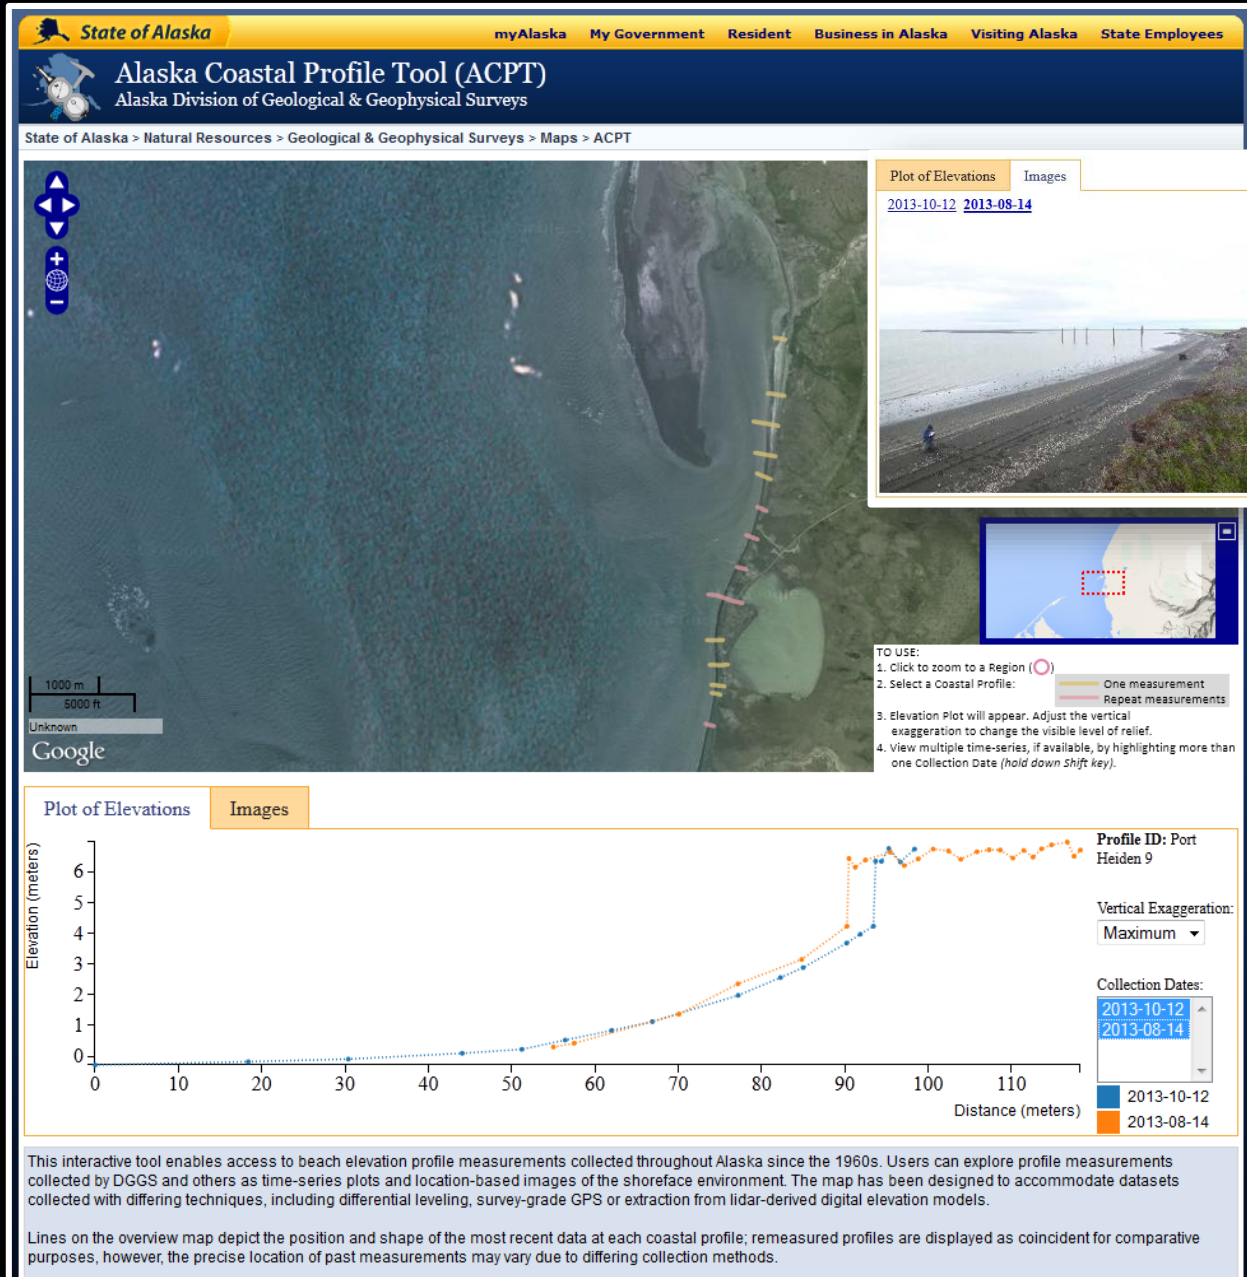 State of Alaska
myAlaska My Government Resident Business in Alaska Visiting Alaska State Employees
Alaska Coastal Profile Tool (ACPT)
Alaska Division of Geological & Geophysical Surveys
State of Alaska > Natural Resources > Geological & Geophysical Surveys > Maps > ACPT
Plot of Elevations Images
2013-10-12 2013-08-14
1000 m
5000 ft
Unknown
Google
TO USE:
1. Click to zoom to a Region ( )
2. Select a Coastal Profile:
One measurement
Repeat measurements
3. Elevation Plot will appear. Adjust the vertical
exaggeration to change the visible level of relief.
4. View multiple time-series, if available, by highlighting more than
one Collection Date (hold down Shift key).
Plot of Elevations Images
Elevation (meters)
6
5
4
3
2
1
0
0 10 20 30 40 50 60 70 80 90 100 110
Distance (meters)
Profile ID: Port
Heiden 9
Vertical Exaggeration:
Maximum
Collection Dates:
2013-10-12
2013-08-14
2013-10-12
2013-08-14
This interactive tool enables access to beach elevation profile measurements collected throughout Alaska since the 1960s. Users can explore profile measurements
collected by DGGS and others as time-series plots and location-based images of the shoreface environment. The map has been designed to accommodate datasets
collected with differing techniques, including differential leveling, survey-grade GPS or extraction from lidar-derived digital elevation models.
Lines on the overview map depict the position and shape of the most recent data at each coastal profile; remeasured profiles are displayed as coincident for comparative
purposes, however, the precise location of past measurements may vary due to differing collection methods.